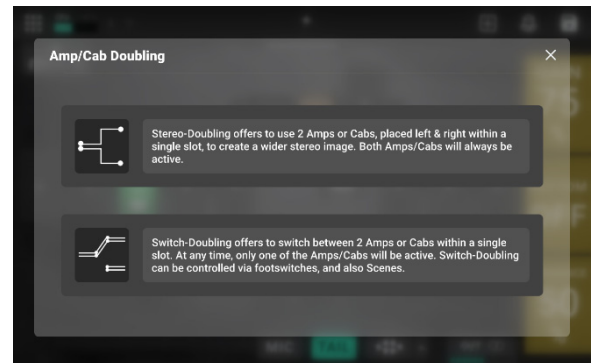 Amp/Cab Doubling
Stereo-Doubling offers to use 2 Amps or Cabs, placed left & right within a
single slot, to create a wider stereo image. Both Amps/Cabs will always be
active.
Switch-Doubling offers to switch between 2 Amps or Cabs within a single
slot. At any time, only one of the Amps/Cabs will be active. Switch-Doubling
can be controlled via footswitches, and also Scenes.
MIC TAIL